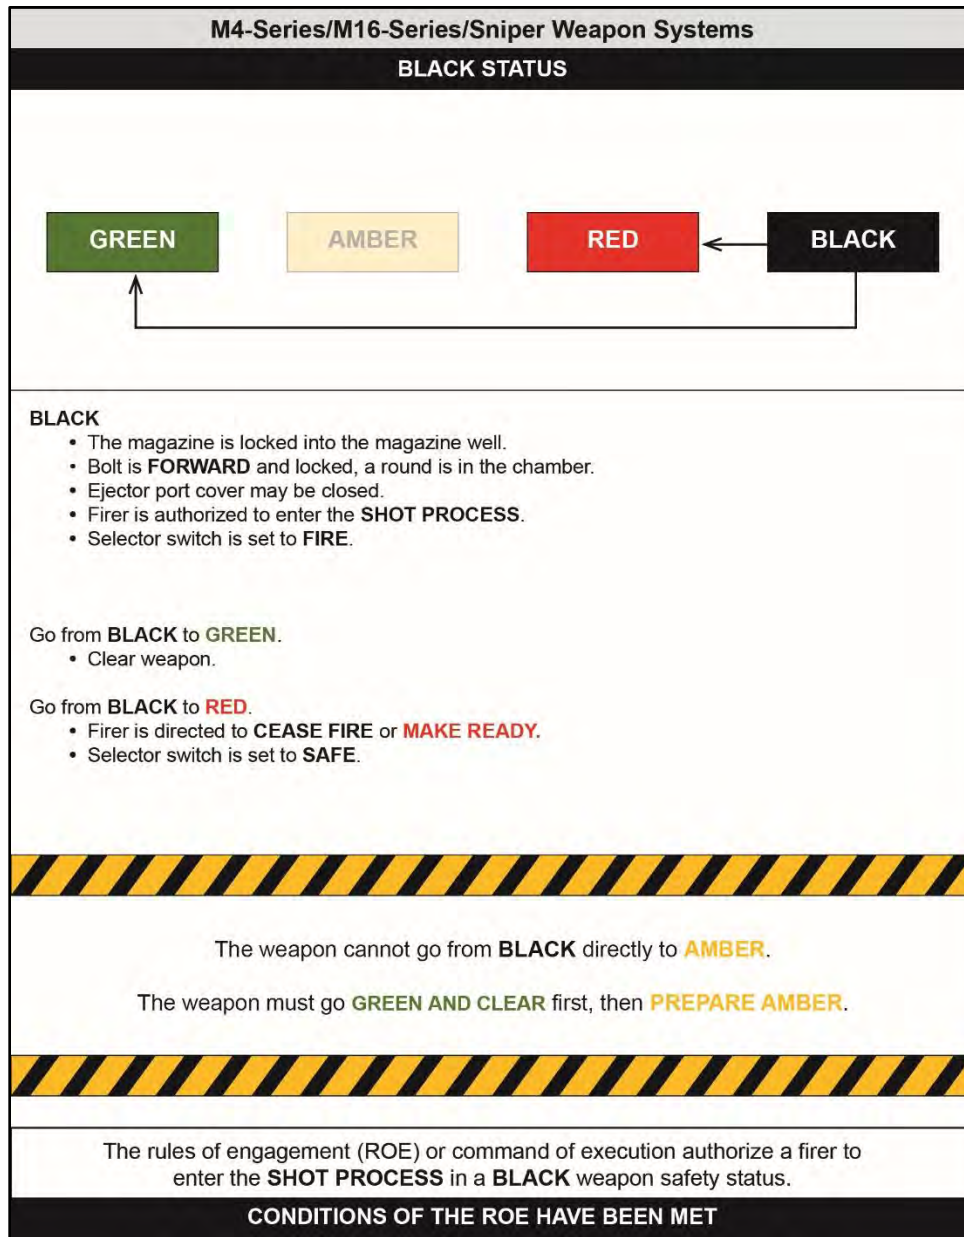 M4-Series/M16-Series/Sniper Weapon Systems
BLACK STATUS
GREEN
AMBER
RED
BLACK
BLACK
• The magazine is locked into the magazine well.
• Bolt is FORWARD and locked, a round is in the chamber.
• Ejector port cover may be closed.
• Firer is authorized to enter the SHOT PROCESS.
• Selector switch is set to FIRE.
Go from BLACK to GREEN.
• Clear weapon.
Go from BLACK to RED.
• Firer is directed to CEASE FIRE or MAKE READY.
• Selector switch is set to SAFE.
The weapon cannot go from BLACK directly to AMBER.
The weapon must go GREEN AND CLEAR first, then PREPARE AMBER.
The rules of engagement (ROE) or command of execution authorize a firer to
enter the SHOT PROCESS in a BLACK weapon safety status.
CONDITIONS OF THE ROE HAVE BEEN MET